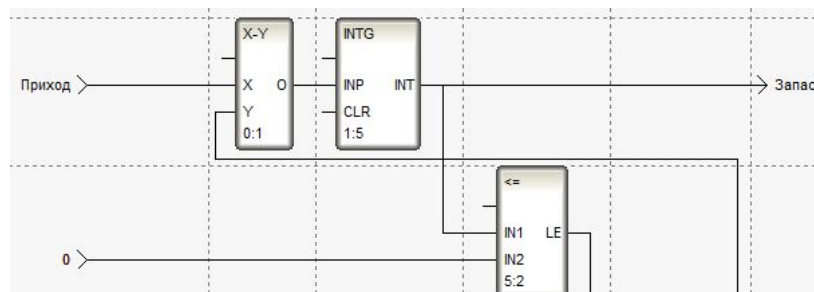 X-Y
INTG
Приход
X O
INP INT
Запас
Y
CLR
0:1
1:5
<=
IN1 LE
0
IN2
5:2